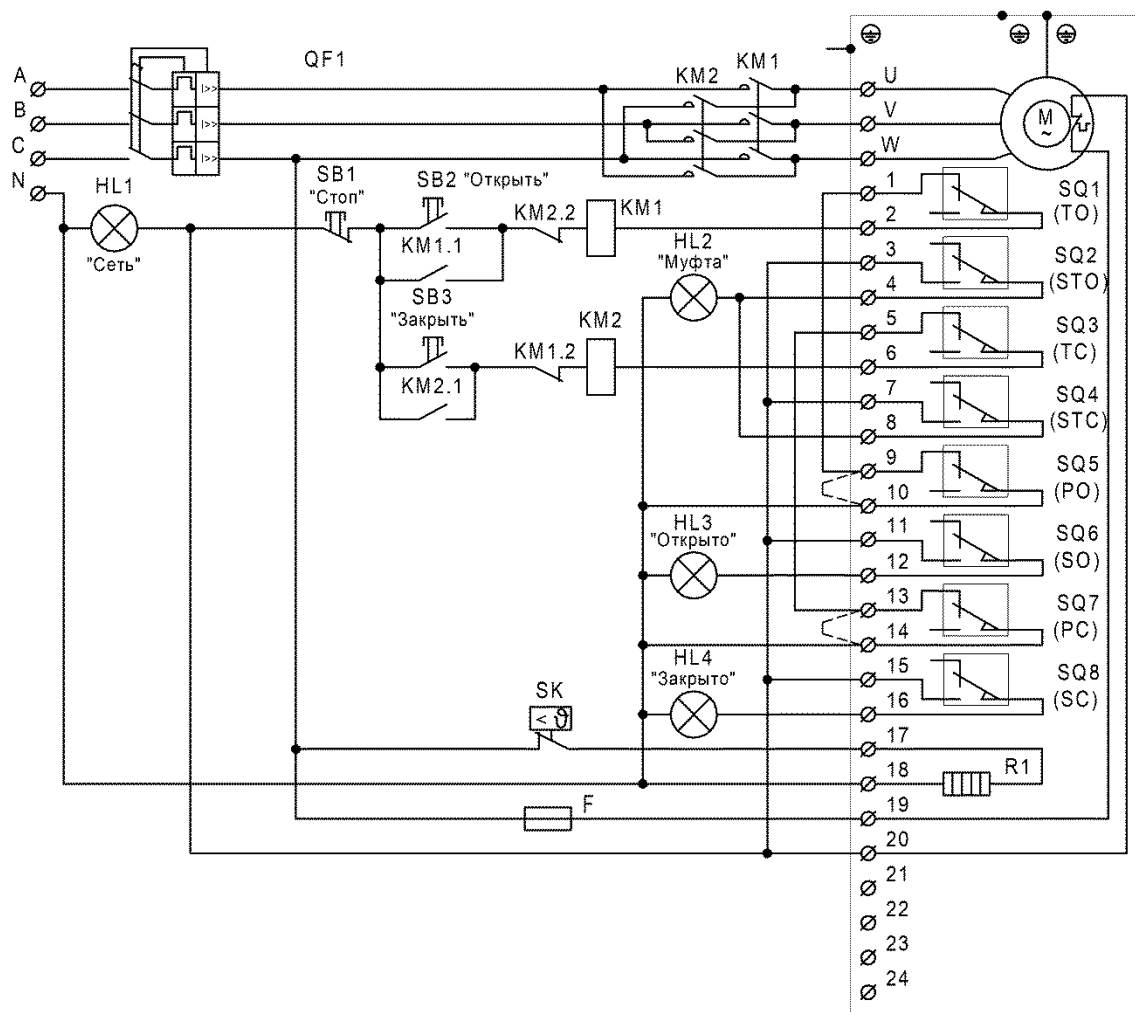 QF1
KM2
KM1
A
B
C
N
I>>
I>>
I>>
U
V
W
M
~
HL1
"Сеть"
SB1
"Стоп"
SB2 "Открыть"
KM1.1
KM2.2
KM1
SB3
"Закрыть"
KM2.1
KM1.2
KM2
HL2
"Муфта"
HL3
"Открыто"
HL4
"Закрыто"
SK
< ϑ
F
R1
1
2
SQ1
(TO)
3
4
SQ2
(STO)
5
6
SQ3
(TC)
7
8
SQ4
(STC)
9
10
SQ5
(PO)
11
12
SQ6
(SO)
13
14
SQ7
(PC)
15
16
SQ8
(SC)
17
18
19
20
21
22
23
24